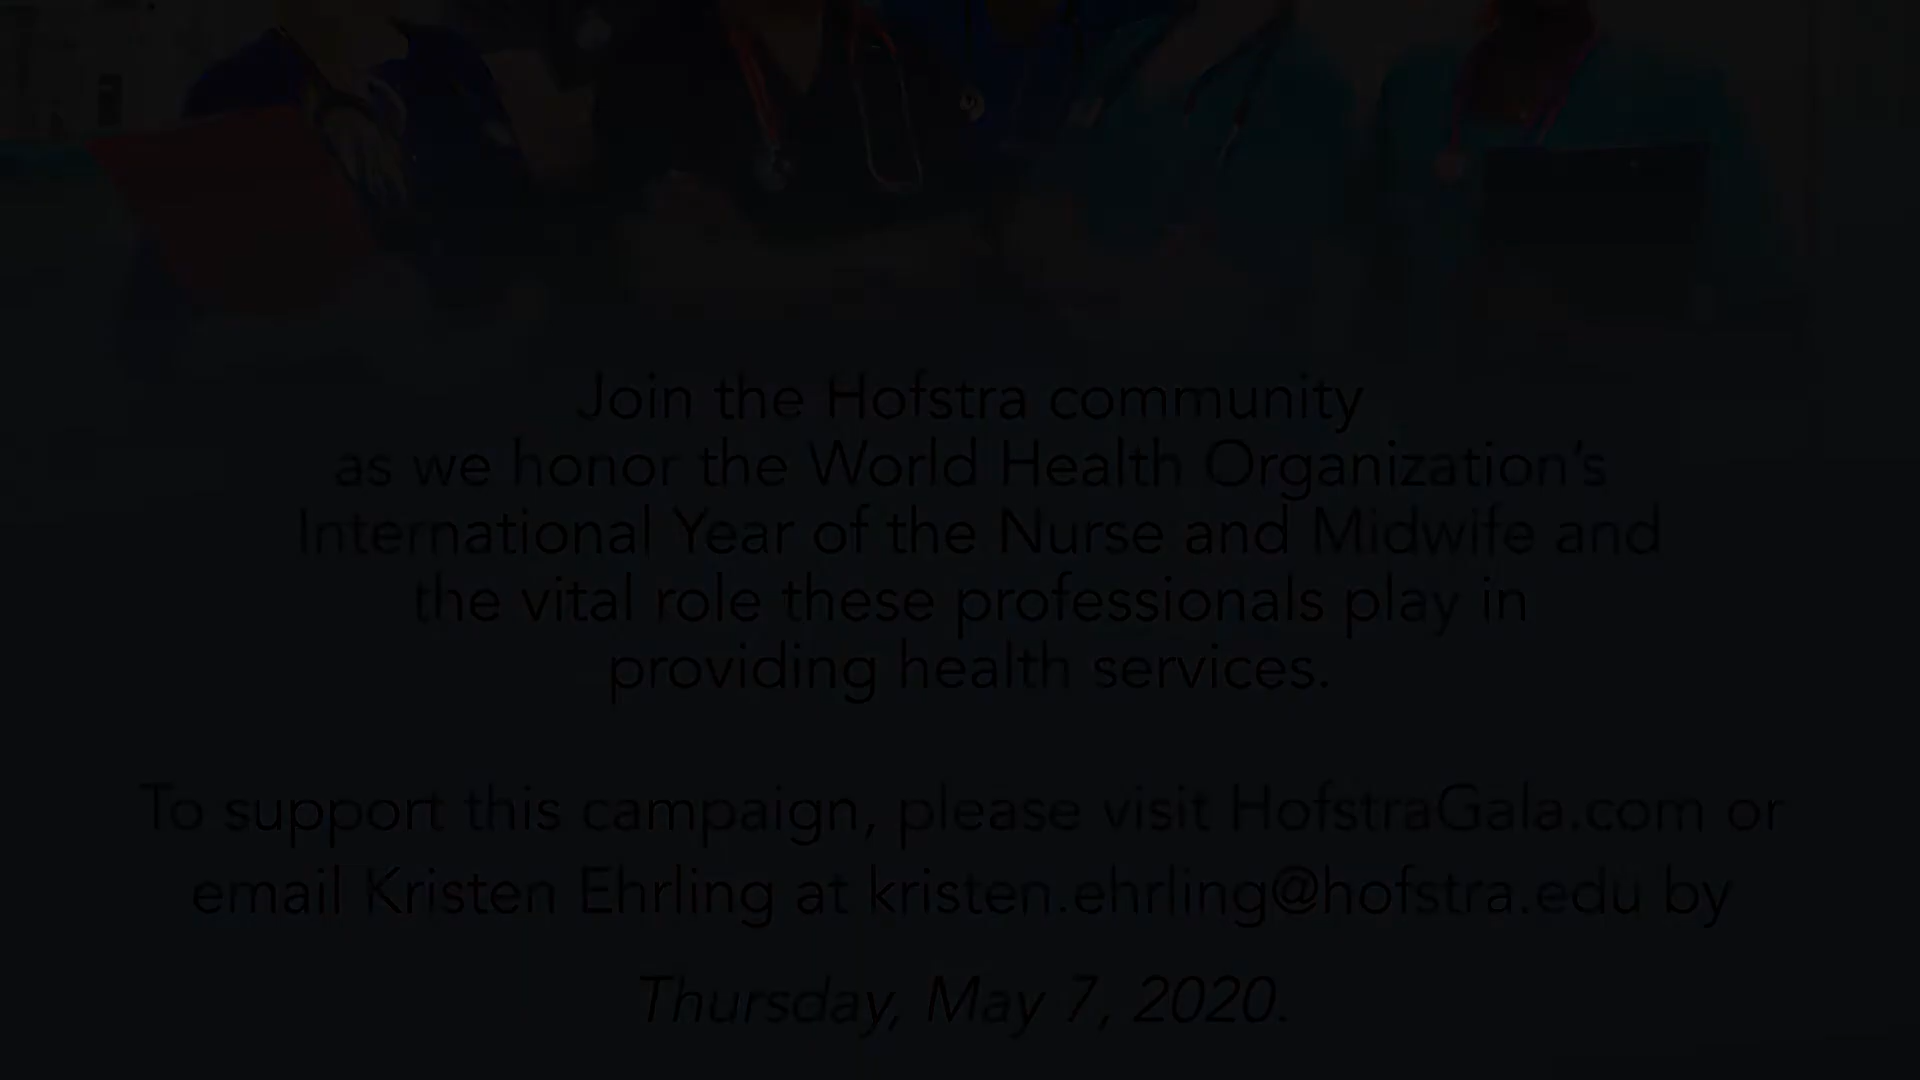 Join the Hofstra community
as we honor the World Health Organization's
International Year of the Nurse and Midwife and
the vital role these professionals play in
providing health services.
To support this campaign, please visit HofstraGala.com or
email Kristen Ehrling at kristen.ehrling@hofstra.edu by
Thursday, May 7, 2020.